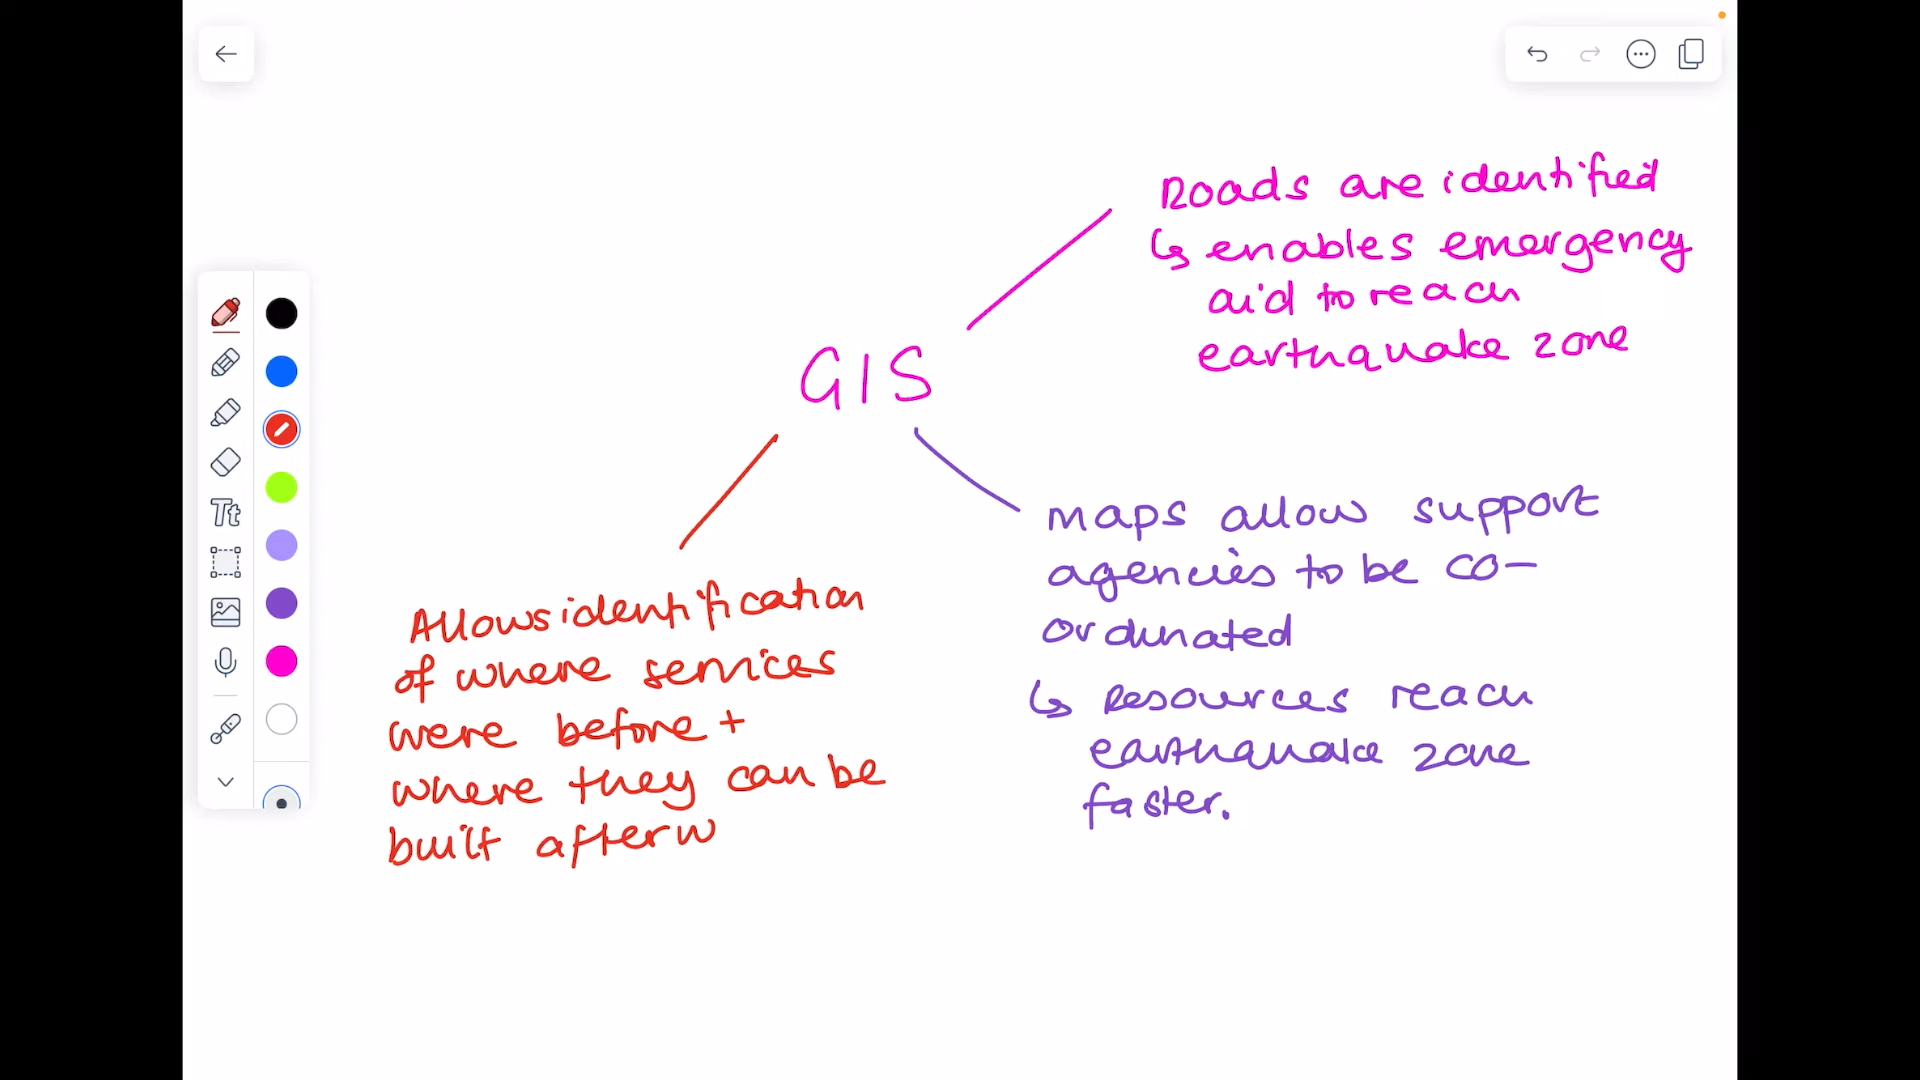 Roads are identified
↳ enables emergency
aid to reach
earthquake zone
GIS
Maps allow support
agencies to be co-
ordinated
↳ Resources reach
earthquake zone
faster.
Allows identification
of where services
were before +
where they can be
built afterw
Tt